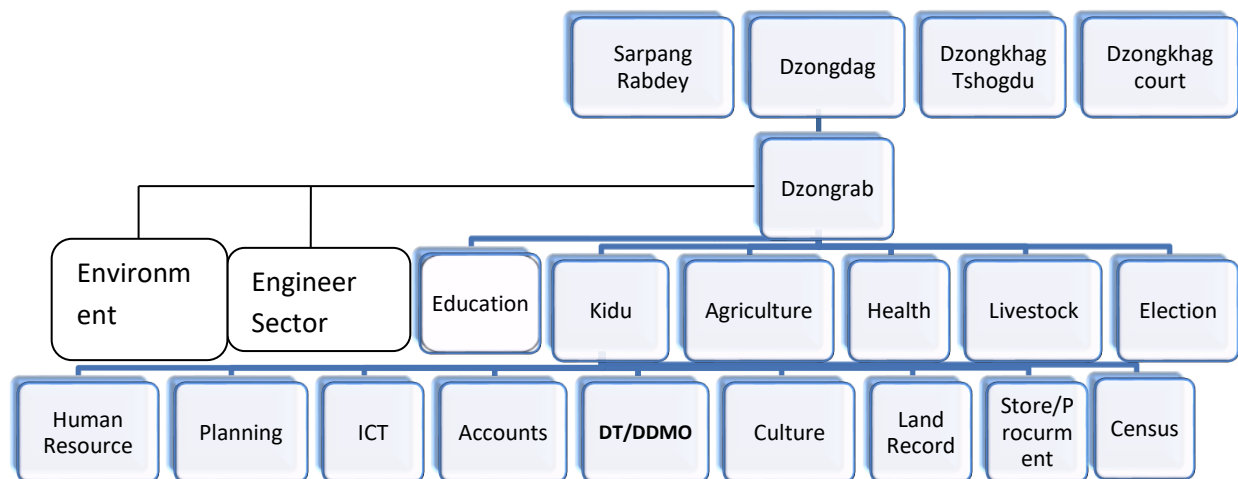 Sarpang
Rabdey
Dzongdag
Dzongkhag
Tshogdu
Dzongkhag
court
Dzongrab
Environm
ent
Engineer
Sector
Education
Kidu
Agriculture
Health
Livestock
Election
Human
Resource
Planning
ICT
Accounts
DT/DDMO
Culture
Land
Record
Store/P
rocurm
ent
Census